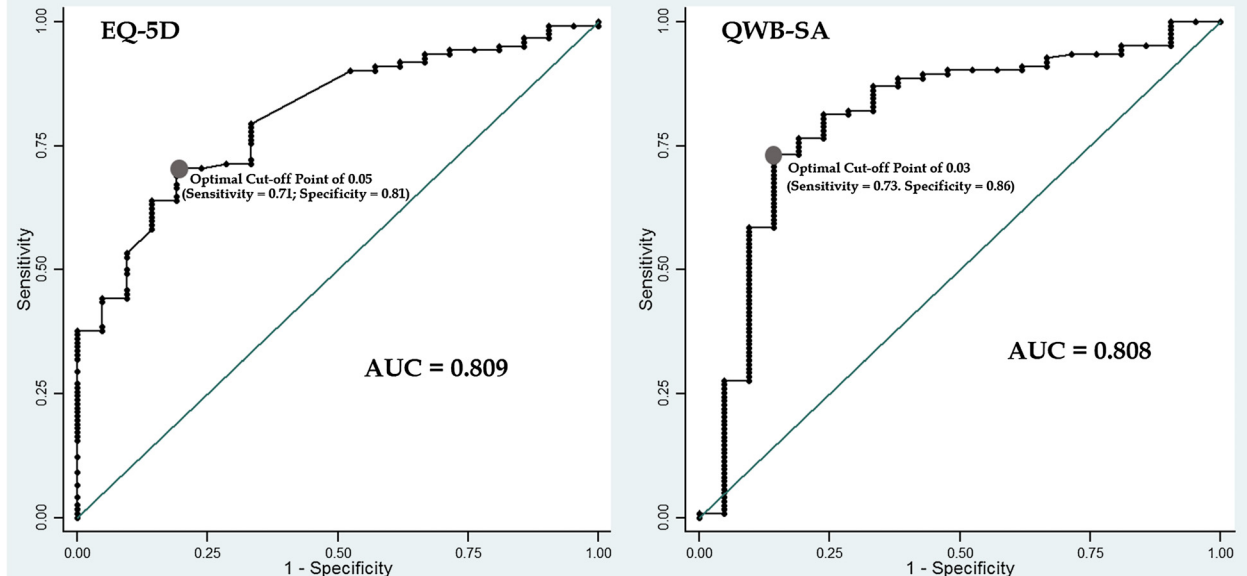 EQ-5D
1.00
0.75
0.50
0.25
0.00
Sensitivity
Optimal Cut-off Point of 0.05
(Sensitivity = 0.71; Specificity = 0.81)
AUC = 0.809
0.00 0.25 0.50 0.75 1.00
1 - Specificity
QWB-SA
1.00
0.75
0.50
0.25
0.00
Sensitivity
Optimal Cut-off Point of 0.03
(Sensitivity = 0.73. Specificity = 0.86)
AUC = 0.808
0.00 0.25 0.50 0.75 1.00
1 - Specificity